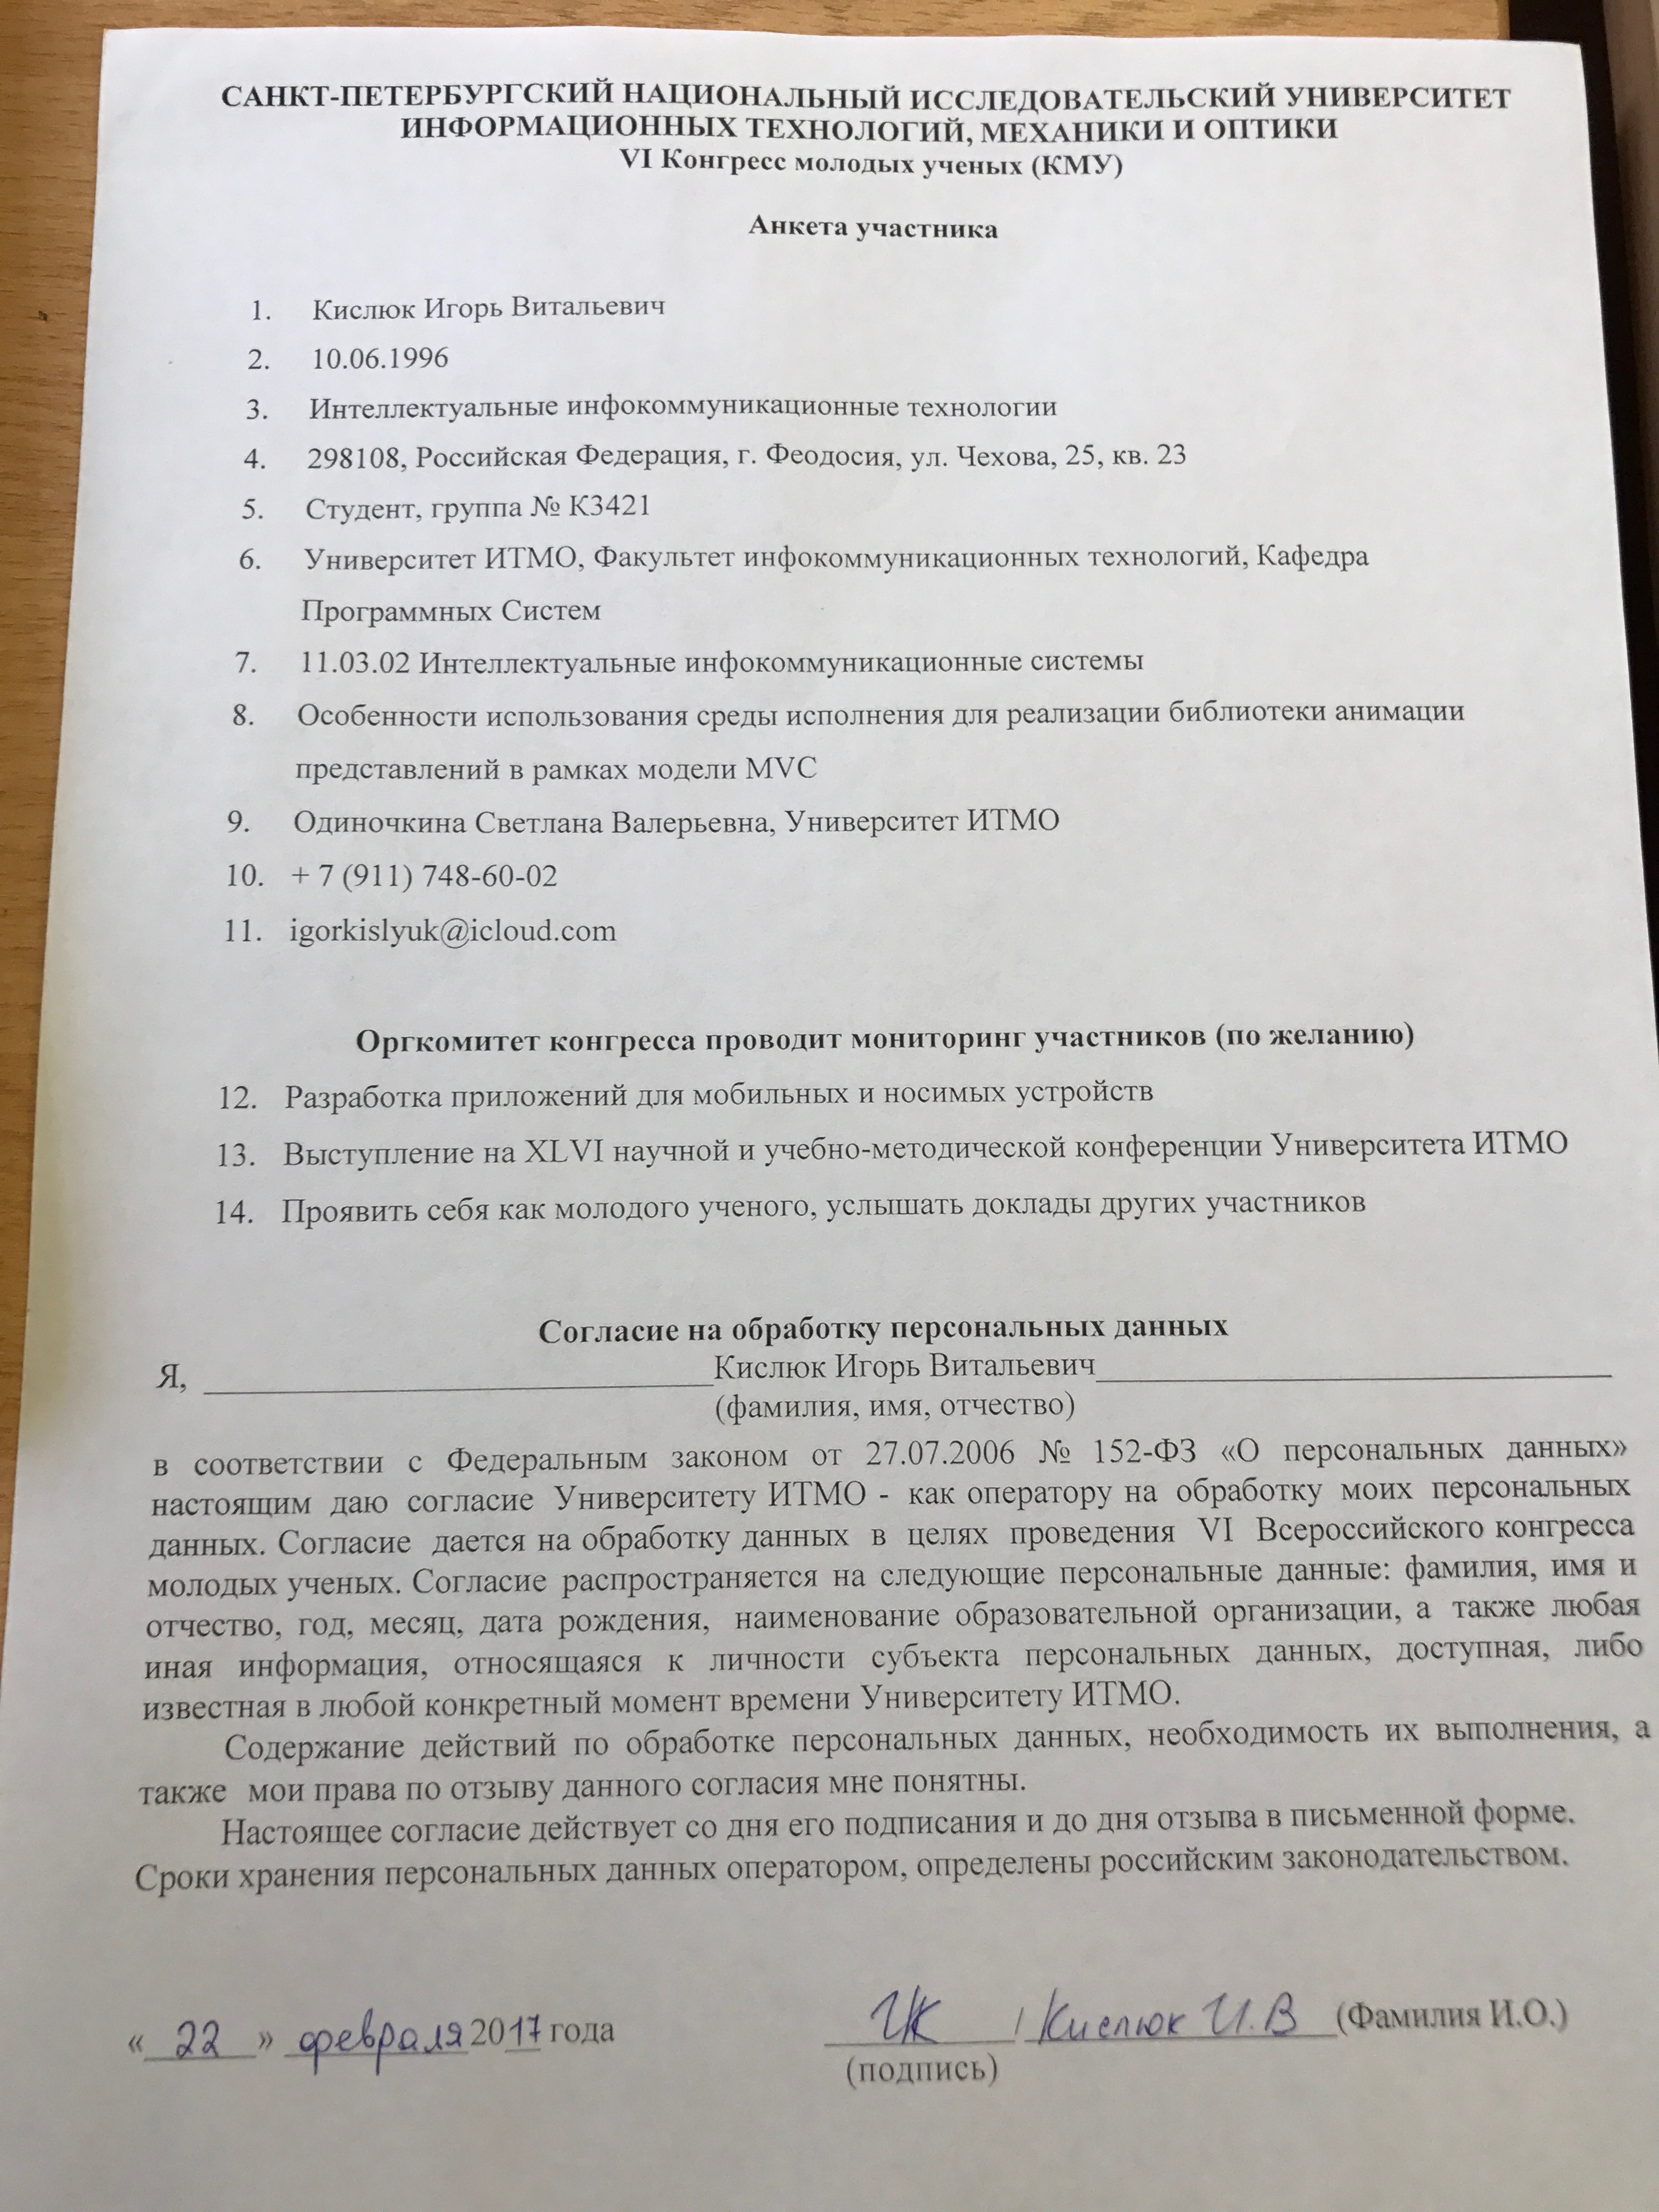 САНКТ-ПЕТЕРБУРГСКИЙ НАЦИОНАЛЬНЫЙ ИССЛЕДОВАТЕЛЬСКИЙ УНИВЕРСИТЕТ
ИНФОРМАЦИОННЫХ ТЕХНОЛОГИЙ, МЕХАНИКИ И ОПТИКИ
VI Конгресс молодых ученых (КМУ)
Анкета участника
1. Кислюк Игорь Витальевич
2. 10.06.1996
3. Интеллектуальные инфокоммуникационные технологии
4. 298108, Российская Федерация, г. Феодосия, ул. Чехова, 25, кв. 23
5. Студент, группа № К3421
6. Университет ИТМО, Факультет инфокоммуникационных технологий, Кафедра
Программных Систем
7. 11.03.02 Интеллектуальные инфокоммуникационные системы
8. Особенности использования среды исполнения для реализации библиотеки анимации
представлений в рамках модели MVC
9. Одиночкина Светлана Валерьевна, Университет ИТМО
10. + 7 (911) 748-60-02
11. igorkislyuk@icloud.com
Оргкомитет конгресса проводит мониторинг участников (по желанию)
12. Разработка приложений для мобильных и носимых устройств
13. Выступление на XLVI научной и учебно-методической конференции Университета ИТМО
14. Проявить себя как молодого ученого, услышать доклады других участников
Согласие на обработку персональных данных
Я, Кислюк Игорь Витальевич
(фамилия, имя, отчество)
в соответствии с Федеральным законом от 27.07.2006 № 152-ФЗ «О персональных данных»
настоящим даю согласие Университету ИТМО - как оператору на обработку моих персональных
данных. Согласие дается на обработку данных в целях проведения VI Всероссийского конгресса
молодых ученых. Согласие распространяется на следующие персональные данные: фамилия, имя и
отчество, год, месяц, дата рождения, наименование образовательной организации, а также любая
иная информация, относящаяся к личности субъекта персональных данных, доступная, либо
известная в любой конкретный момент времени Университету ИТМО.
Содержание действий по обработке персональных данных, необходимость их выполнения, а
также мои права по отзыву данного согласия мне понятны.
Настоящее согласие действует со дня его подписания и до дня отзыва в письменной форме.
Сроки хранения персональных данных оператором, определены российским законодательством.
« 22 » февраля 2017 года ИК / Кислюк И.В (Фамилия И.О.)
(подпись)